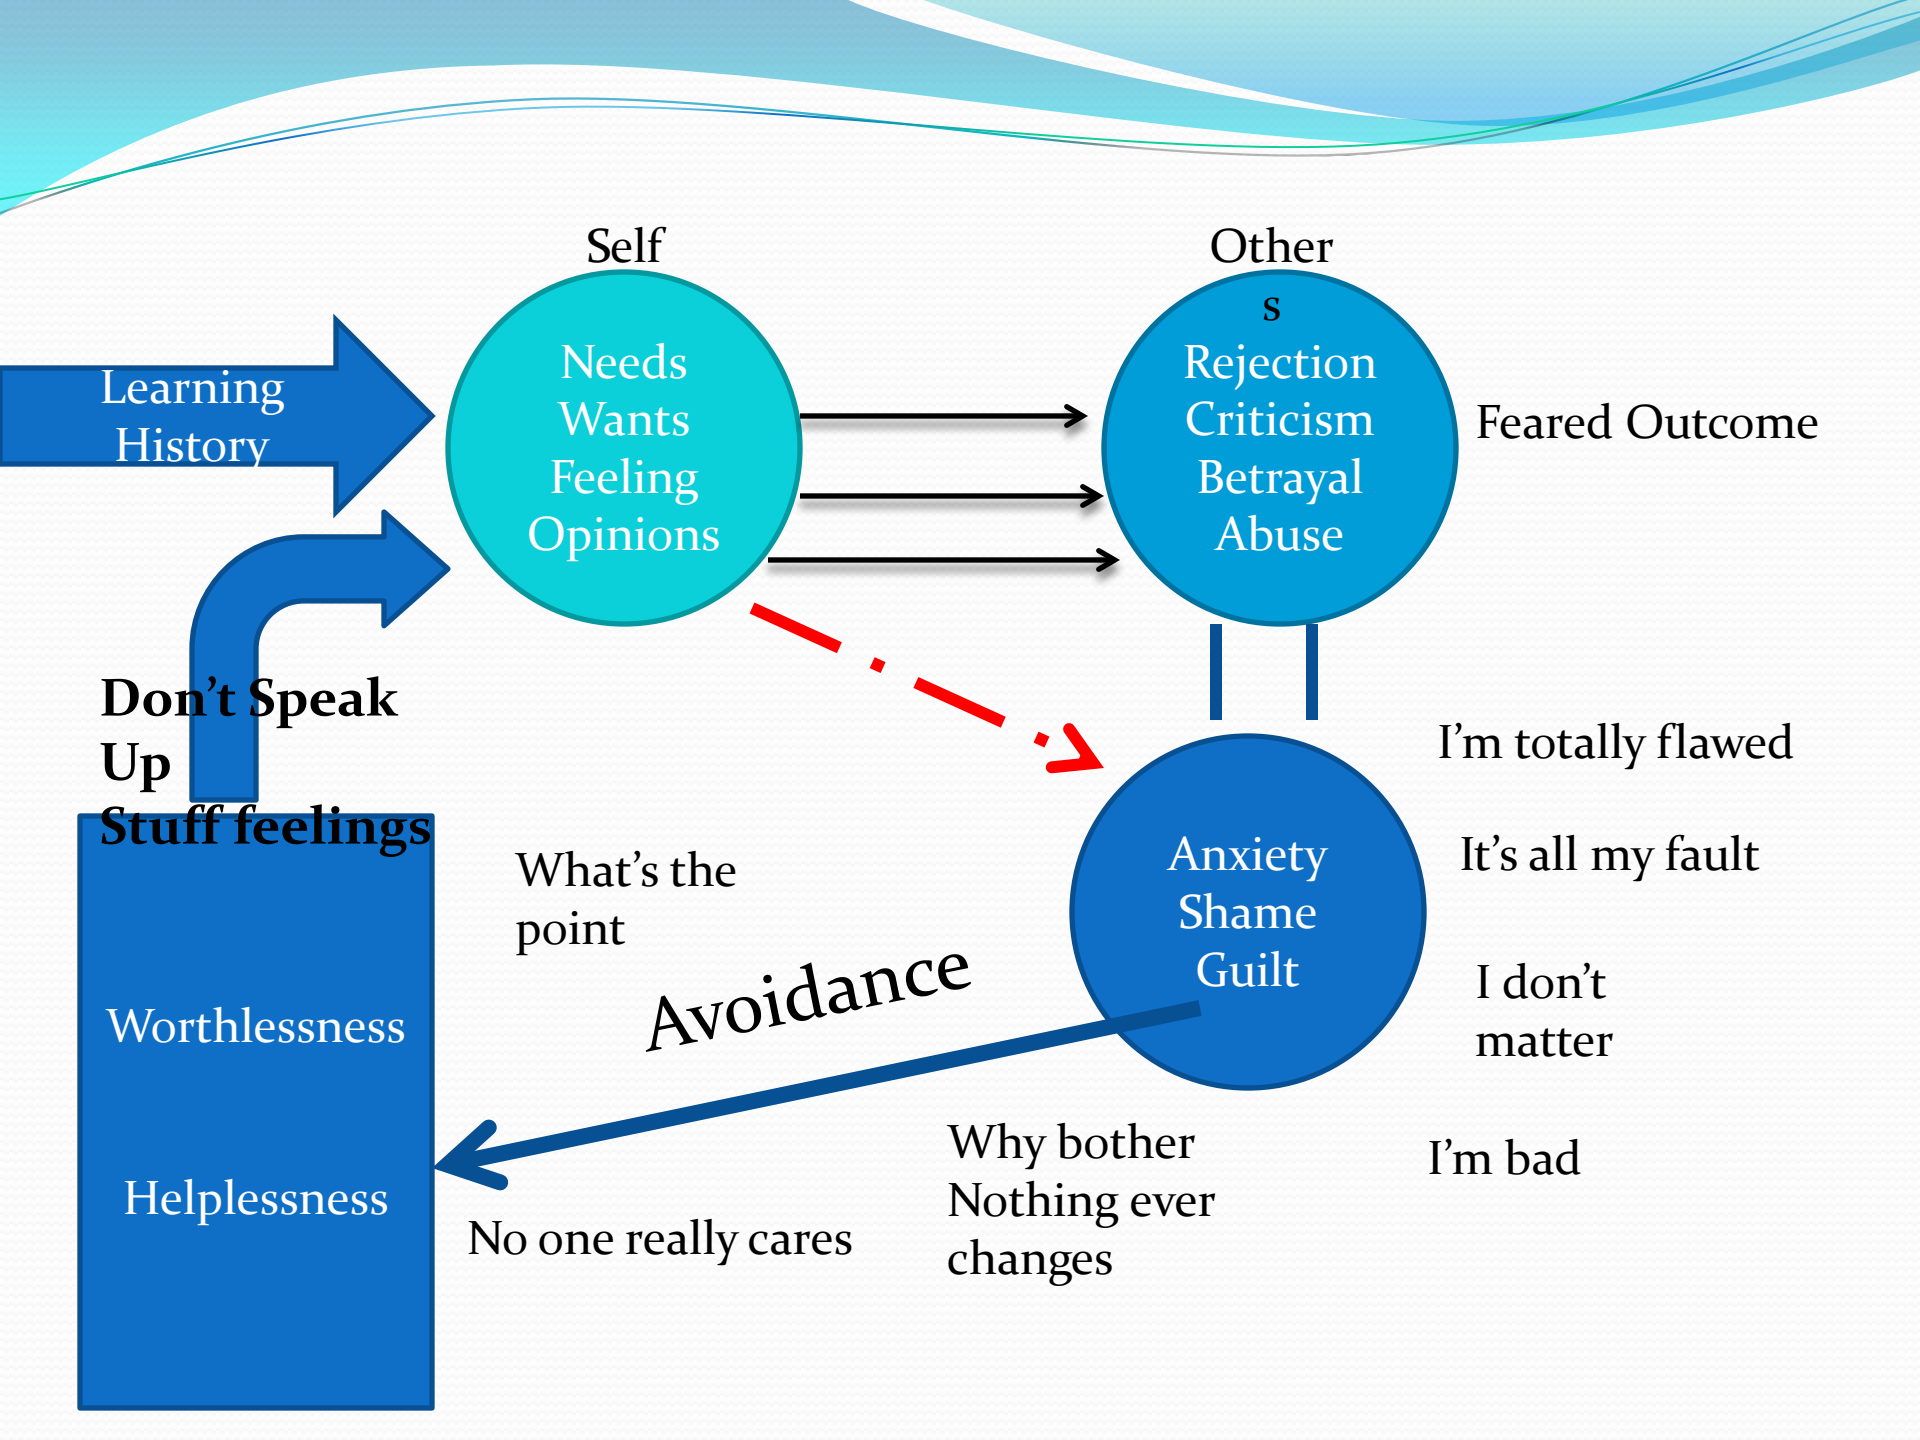 Self
Other
s
Learning
History
Needs
Wants
Feeling
Opinions
Rejection
Criticism
Betrayal
Abuse
Feared Outcome
Don’t Speak
Up
Stuff feelings
I’m totally flawed
It’s all my fault
I don’t
matter
I’m bad
Anxiety
Shame
Guilt
What’s the
point
Avoidance
Worthlessness
Helplessness
No one really cares
Why bother
Nothing ever
changes